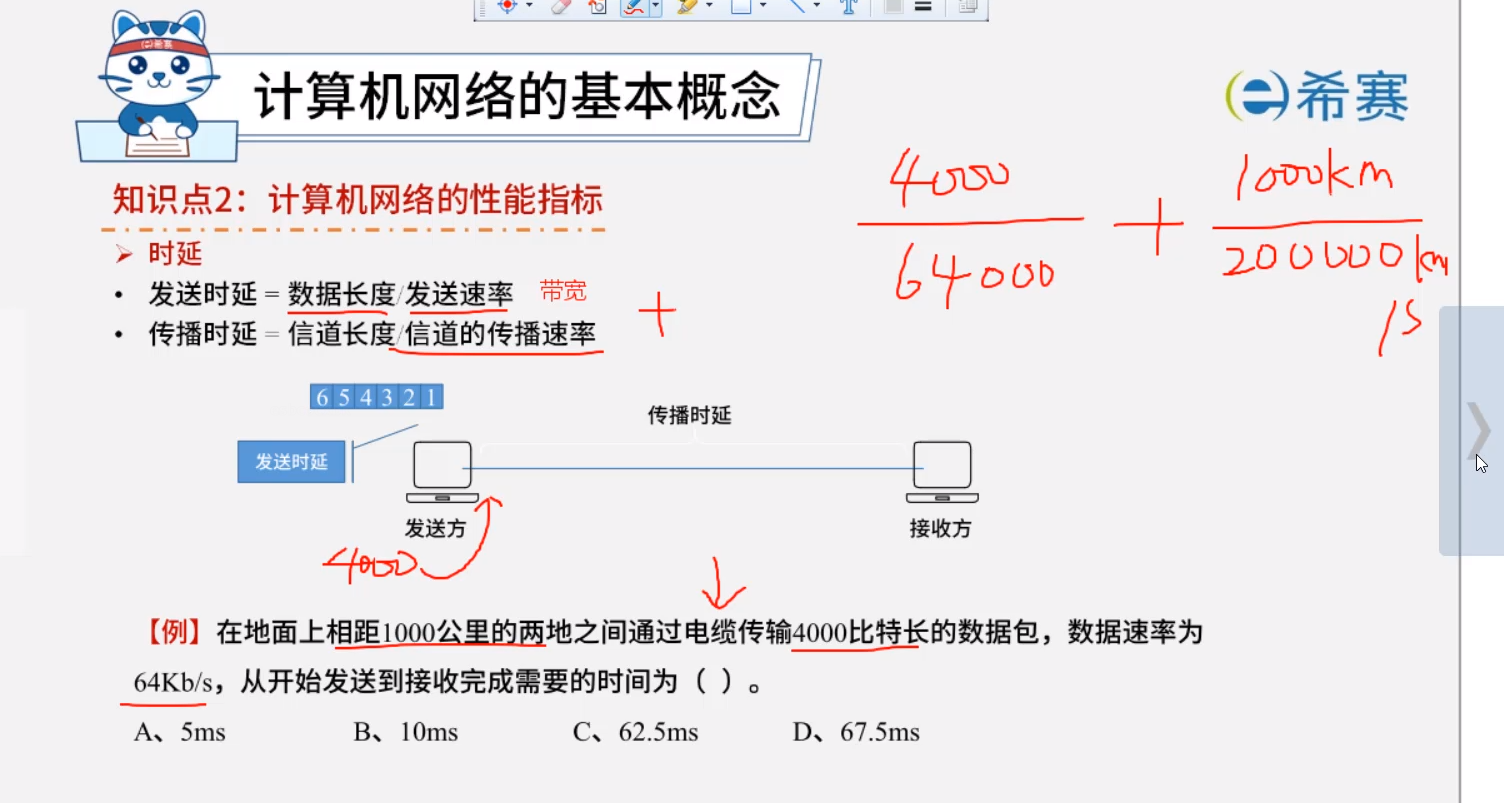 计算机网络的基本概念
希赛
希赛
知识点2：计算机网络的性能指标
4000
64000
+
1000km
200000km
/s
➢ 时延
• 发送时延 = 数据长度/发送速率 带宽
+
• 传播时延 = 信道长度/信道的传播速率
6 5 4 3 2 1
传播时延
发送时延
发送方
接收方
4000
【例】在地面上相距1000公里的两地之间通过电缆传输4000比特长的数据包，数据速率为
64Kb/s，从开始发送到接收完成需要的时间为（ ）。
A、5ms B、10ms C、62.5ms D、67.5ms